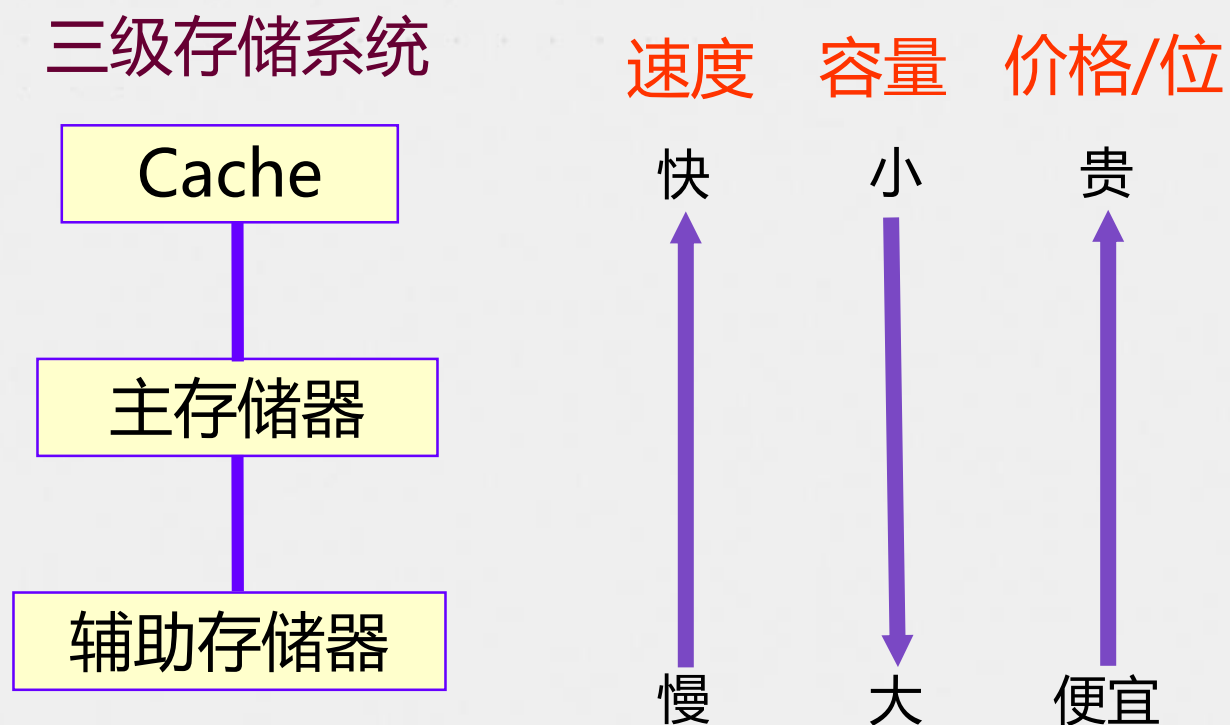 三级存储系统
速度 容量 价格/位
Cache 快 小 贵
主存储器
辅助存储器
慢 大 便宜